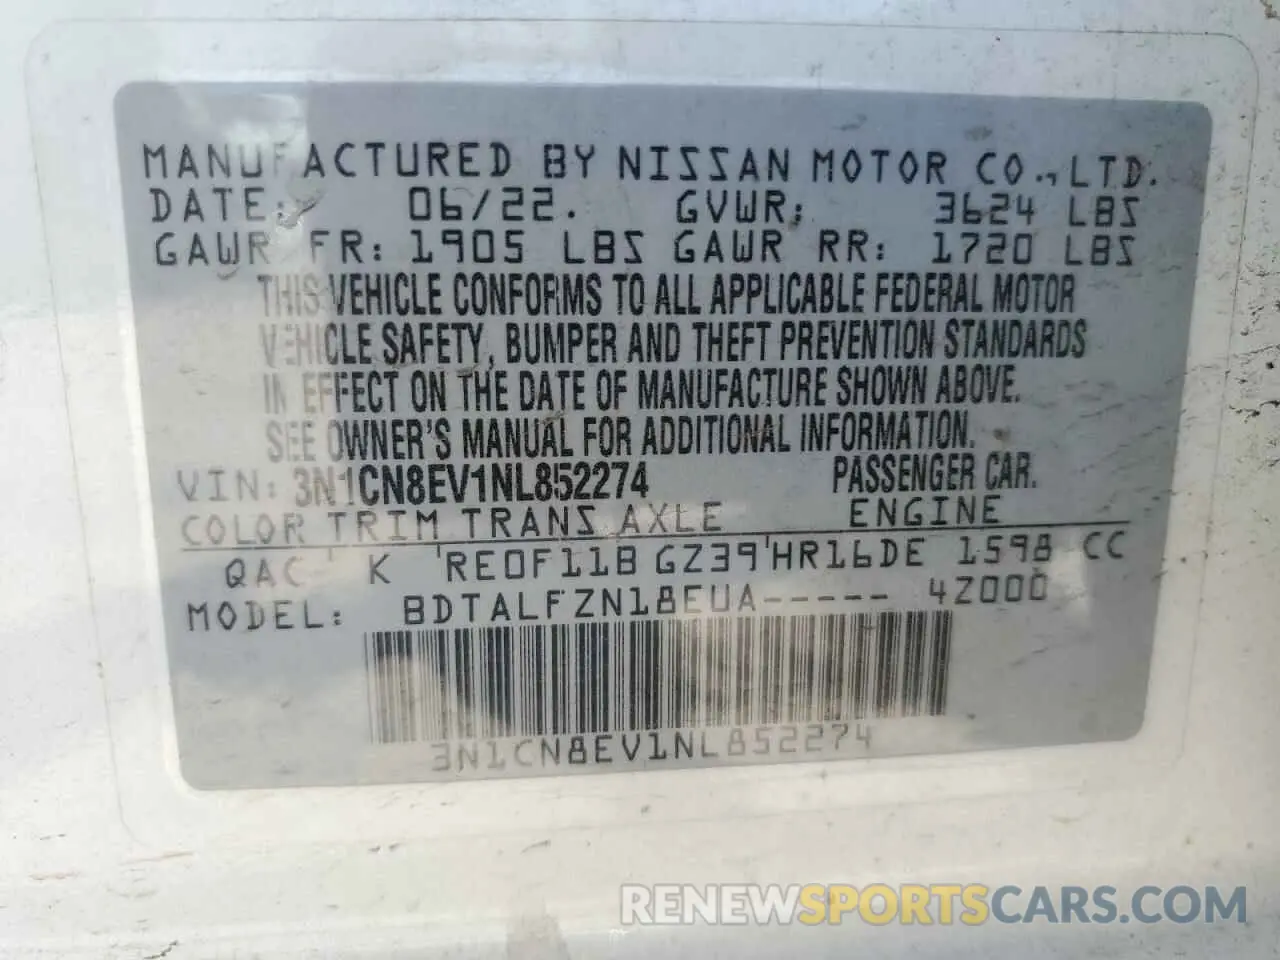 MANUFACTURED BY NISSAN MOTOR CO., LTD.
DATE: 06/22. GVWR: 3624 LBS
GAWR FR: 1905 LBS GAWR RR: 1720 LBS
THIS VEHICLE CONFORMS TO ALL APPLICABLE FEDERAL MOTOR
VEHICLE SAFETY, BUMPER AND THEFT PREVENTION STANDARDS
IN EFFECT ON THE DATE OF MANUFACTURE SHOWN ABOVE.
SEE OWNER'S MANUAL FOR ADDITIONAL INFORMATION.
VIN: 3N1CN8EV1NL852274 PASSENGER CAR.
COLOR TRIM TRANS AXLE ENGINE
QAC ' K 'RE0F11B GZ39'HR16DE 1598 CC
MODEL: BDTALFZN18EUA----- 4Z000
3N1CN8EV1NL852274
RENEWSPORTSCARS.COM